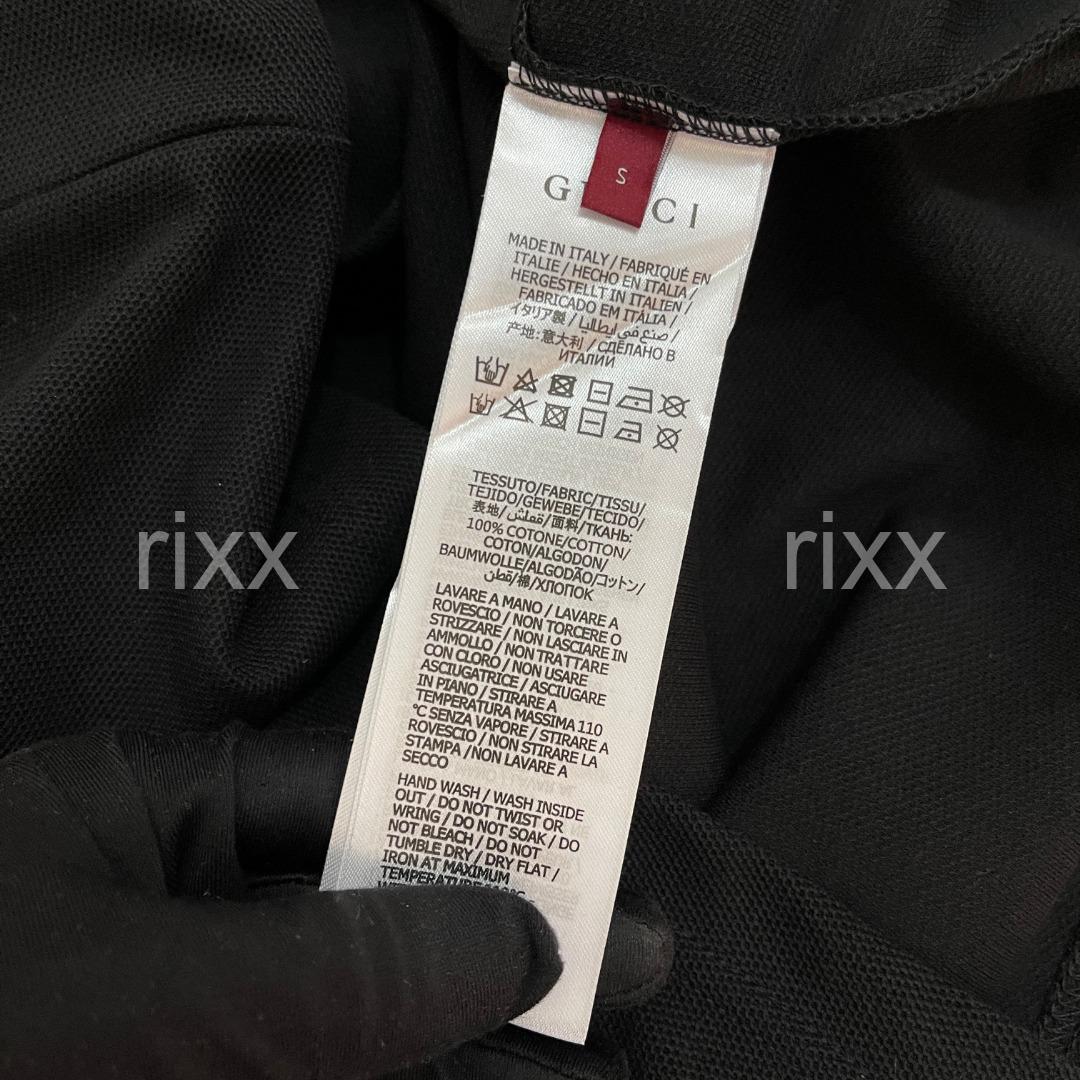 S
GUCCI
MADE IN ITALY / FABRIQUÉ EN
ITALIE / HECHO EN ITALIA /
HERGESTELLT IN ITALIEN /
FABRICADO EM ITÁLIA /
イタリア製 / صنع في إيطاليا /
产地:意大利 / СДЕЛАНО В
ИТАЛИИ
TESSUTO/FABRIC/TISSU/
TEJIDO/GEWEBE/TECIDO/
表地/قماش/面料/ТКАНЬ:
100% COTONE/COTTON/
COTON/ALGODON/
BAUMWOLLE/ALGODÃO/コットン/
قطن/棉/ХЛОПОК
rixx rixx
LAVARE A MANO / LAVARE A
ROVESCIO / NON TORCERE O
STRIZZARE / NON LASCIARE IN
AMMOLLO / NON TRATTARE
CON CLORO / NON USARE
ASCIUGATRICE / ASCIUGARE
IN PIANO / STIRARE A
TEMPERATURA MASSIMA 110
°C SENZA VAPORE / STIRARE A
ROVESCIO / NON STIRARE LA
STAMPA / NON LAVARE A
SECCO
HAND WASH / WASH INSIDE
OUT / DO NOT TWIST OR
WRING / DO NOT SOAK / DO
NOT BLEACH / DO NOT
TUMBLE DRY / DRY FLAT /
IRON AT MAXIMUM
TEMPERATURE